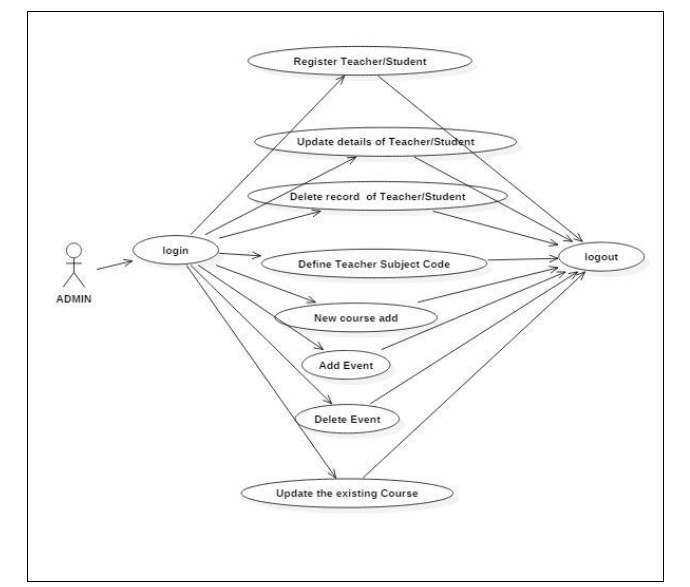 Register Teacher/Student
Update details of Teacher/Student
Delete record of Teacher/Student
login
logout
Define Teacher Subject Code
ADMIN
New course add
Add Event
Delete Event
Update the existing Course